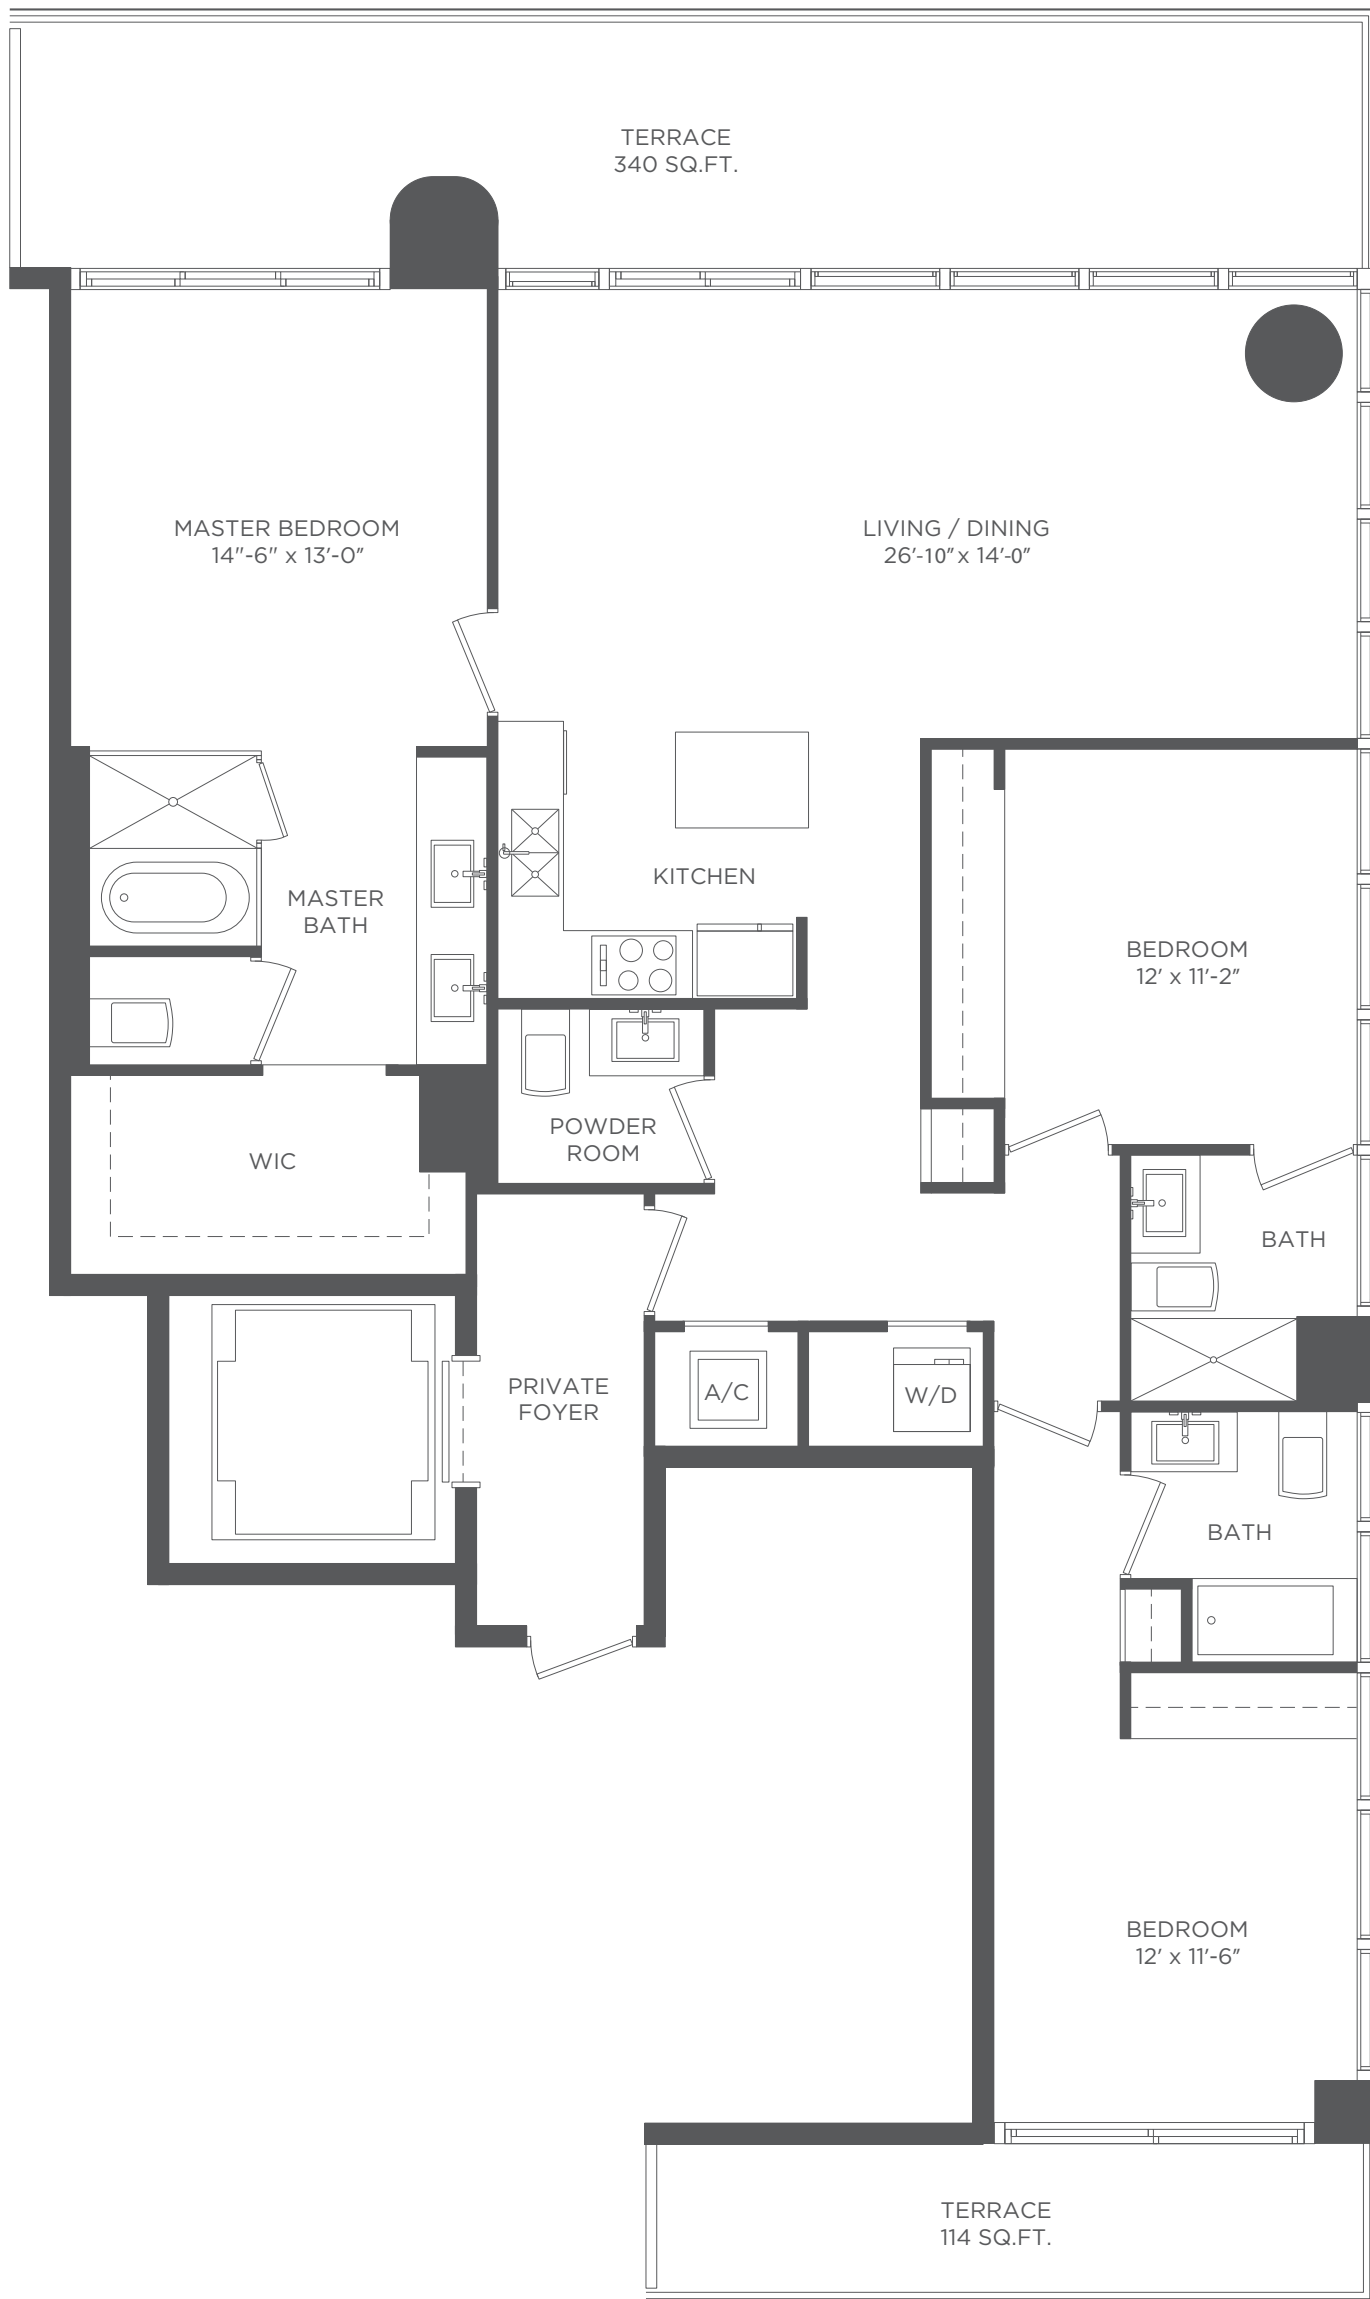 TERRACE
340 SQ.FT.
MASTER BEDROOM
14"-6" x 13'-0"
LIVING / DINING
26'-10" x 14'-0"
KITCHEN
MASTER
BATH
BEDROOM
12' x 11'-2"
POWDER
ROOM
WIC
BATH
PRIVATE
FOYER
A/C
W/D
BATH
BEDROOM
12' x 11'-6"
TERRACE
114 SQ.FT.